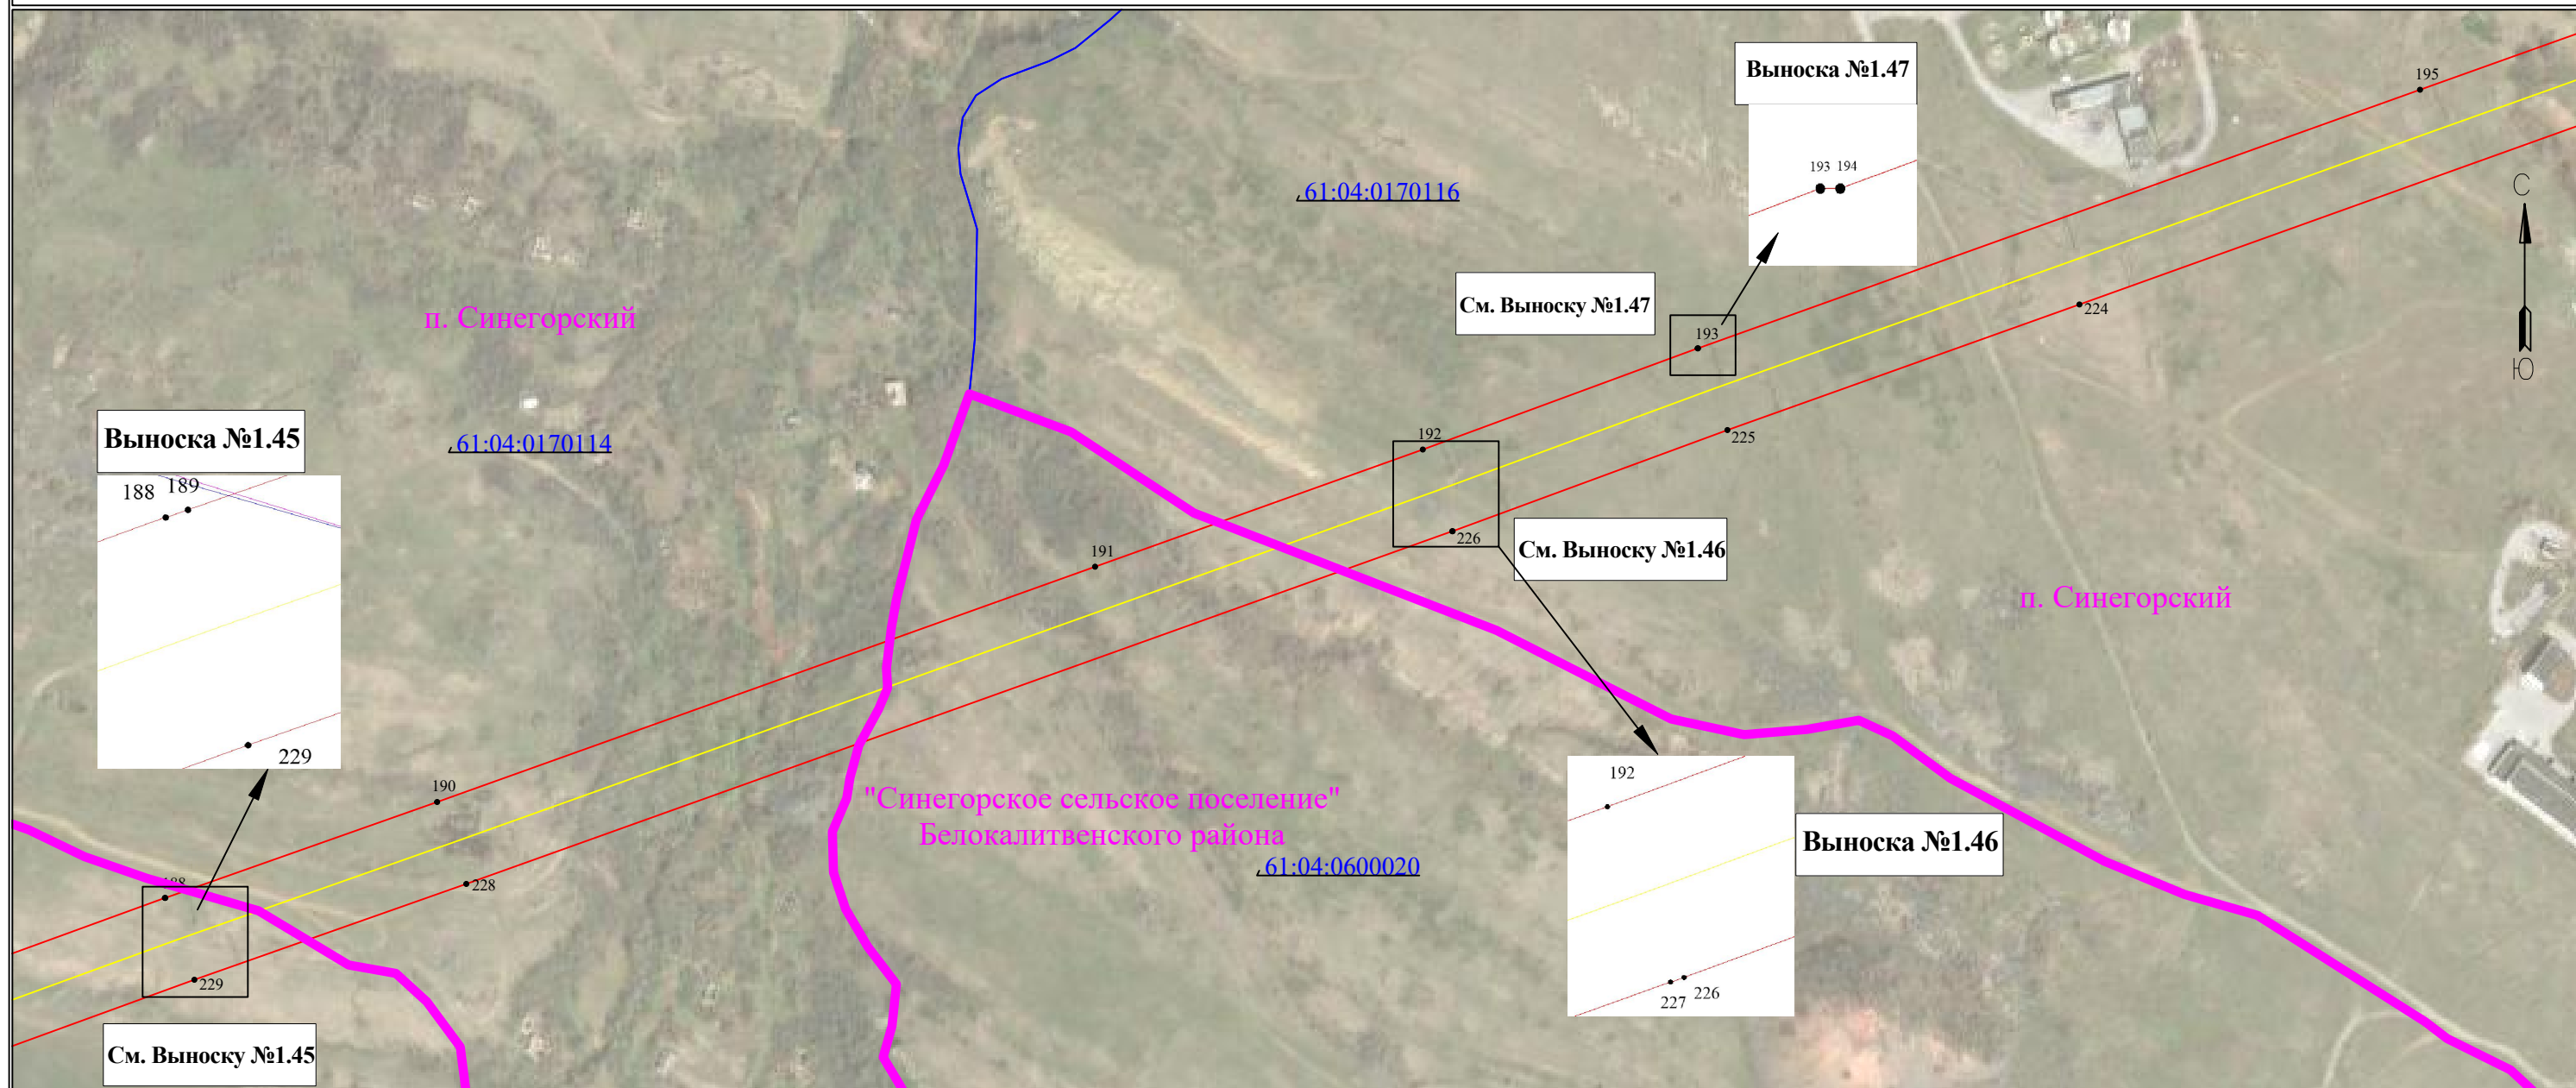 Выноска №1.47
195
193 194
61:04:0170116
С
См. Выноску №1.47
193
224
Ю
п. Синегорский
Выноска №1.45
61:04:0170114
192
225
188 189
226
См. Выноску №1.46
191
п. Синегорский
229
192
190
"Синегорское сельское поселение"
Белокалитвенского района
61:04:0600020
Выноска №1.46
188
228
229
227 226
См. Выноску №1.45